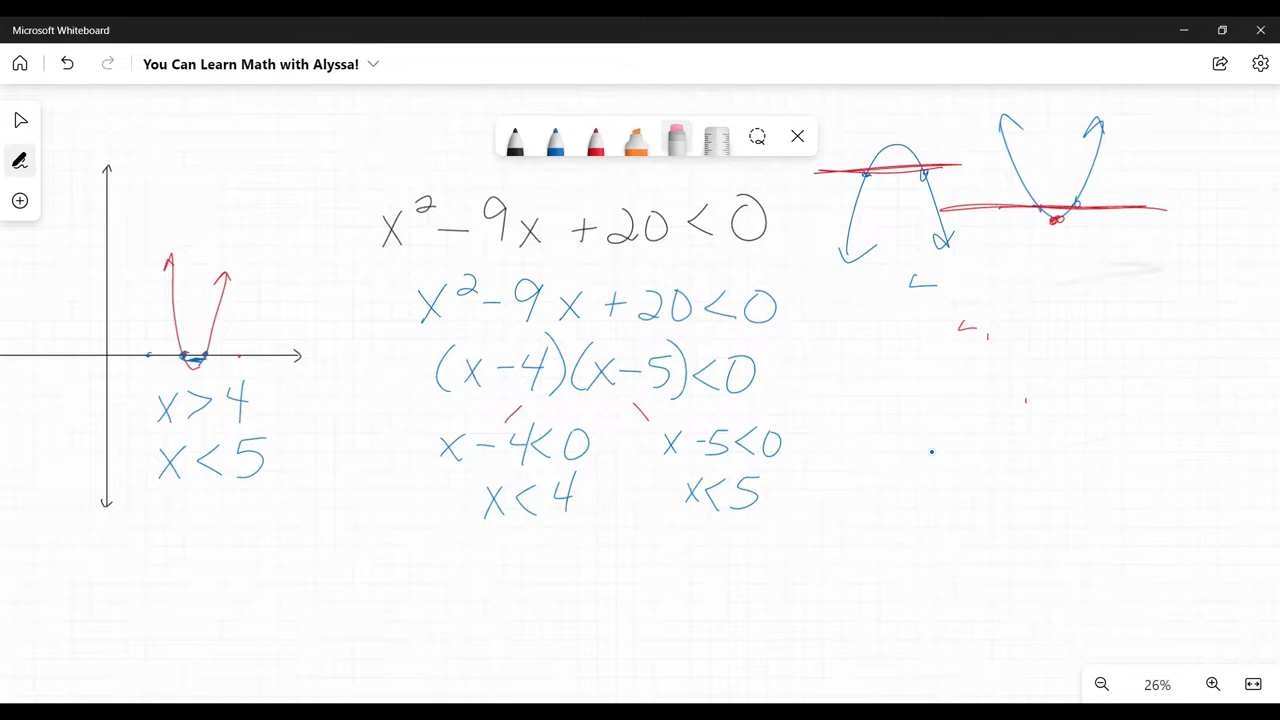 Microsoft Whiteboard
You Can Learn Math with Alyssa!
x² - 9x + 20 < 0
x² - 9x + 20 < 0
(x - 4)(x - 5) < 0
x - 4 < 0
x - 5 < 0
x < 4
x < 5
x > 4
x < 5
<
<
26%